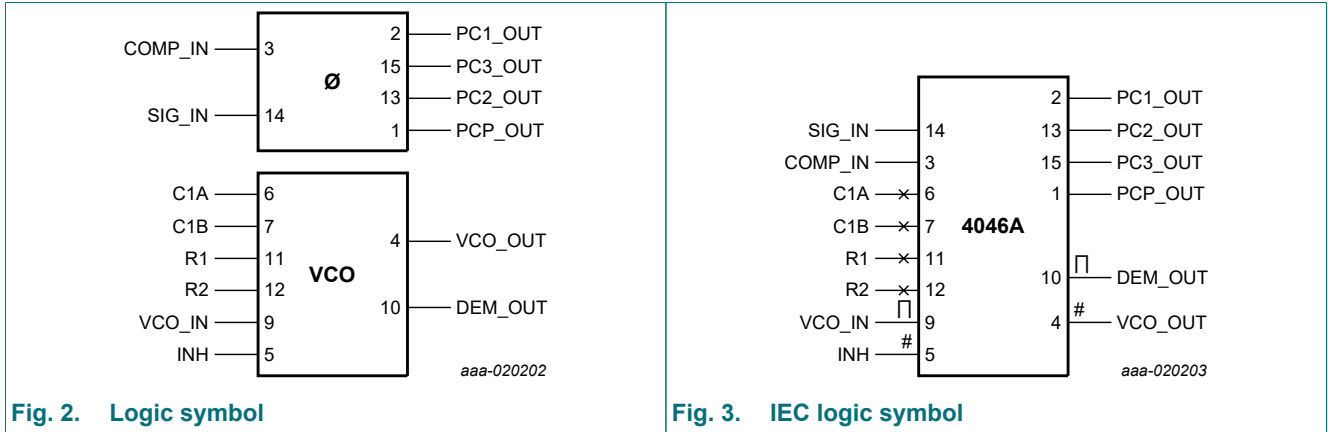 COMP_IN 3
SIG_IN 14
Ø
2 PC1_OUT
15 PC3_OUT
13 PC2_OUT
1 PCP_OUT
C1A 6
C1B 7
R1 11
R2 12
VCO_IN 9
INH 5
VCO
4 VCO_OUT
10 DEM_OUT
aaa-020202
Fig. 2. Logic symbol
SIG_IN 14
COMP_IN 3
C1A 6
C1B 7
R1 11
R2 12
∏
VCO_IN 9
#
INH 5
4046A
2 PC1_OUT
13 PC2_OUT
15 PC3_OUT
1 PCP_OUT
∏
10 DEM_OUT
#
4 VCO_OUT
aaa-020203
Fig. 3. IEC logic symbol